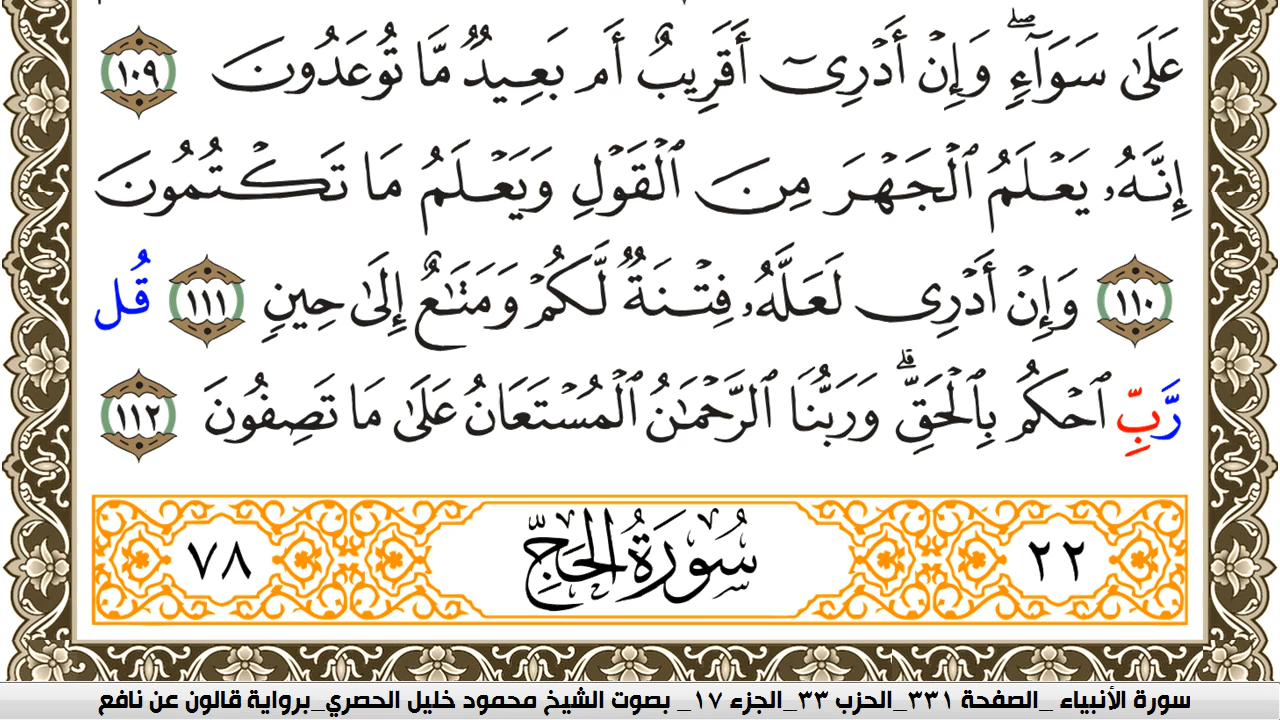 عَلَىٰ سَوَآءٍۖ وَإِنْ أَدْرِىٓ أَقَرِيبٌ أَم بَعِيدٌ مَّا تُوعَدُونَ ١٠٩
إِنَّهُۥ يَعْلَمُ ٱلْجَهْرَ مِنَ ٱلْقَوْلِ وَيَعْلَمُ مَا تَكْتُمُونَ
١١٠ وَإِنْ أَدْرِى لَعَلَّهُۥ فِتْنَةٌ لَّكُمْ وَمَتَٰعٌ إِلَىٰ حِينٍ ١١١ قُل
رَّبِّ ٱحْكُم بِٱلْحَقِّۗ وَرَبُّنَا ٱلرَّحْمَٰنُ ٱلْمُسْتَعَانُ عَلَىٰ مَا تَصِفُونَ ١١٢
٢٢ سُورَةُ الحَجِّ ٧٨
سورة الأنبياء _الصفحة ٣٣١_الحزب ٣٣_الجزء ١٧_ بصوت الشيخ محمود خليل الحصري_برواية قالون عن نافع